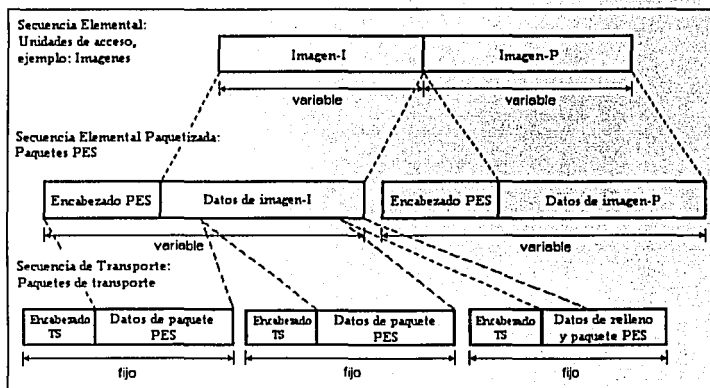 Secuencia Elemental:
Unidades de acceso,
ejemplo: Imagenes
Imagen-I
Imagen-P
variable
variable
Secuencia Elemental Paquetizada:
Paquetes PES
Encabezado PES
Datos de imagen-I
Encabezado PES
Datos de imagen-P
variable
variable
Secuencia de Transporte:
Paquetes de transporte
Encabezado
TS
Datos de paquete
PES
Encabezado
TS
Datos de paquete
PES
Encabezado
TS
Datos de relleno
y paquete PES
fijo
fijo
fijo